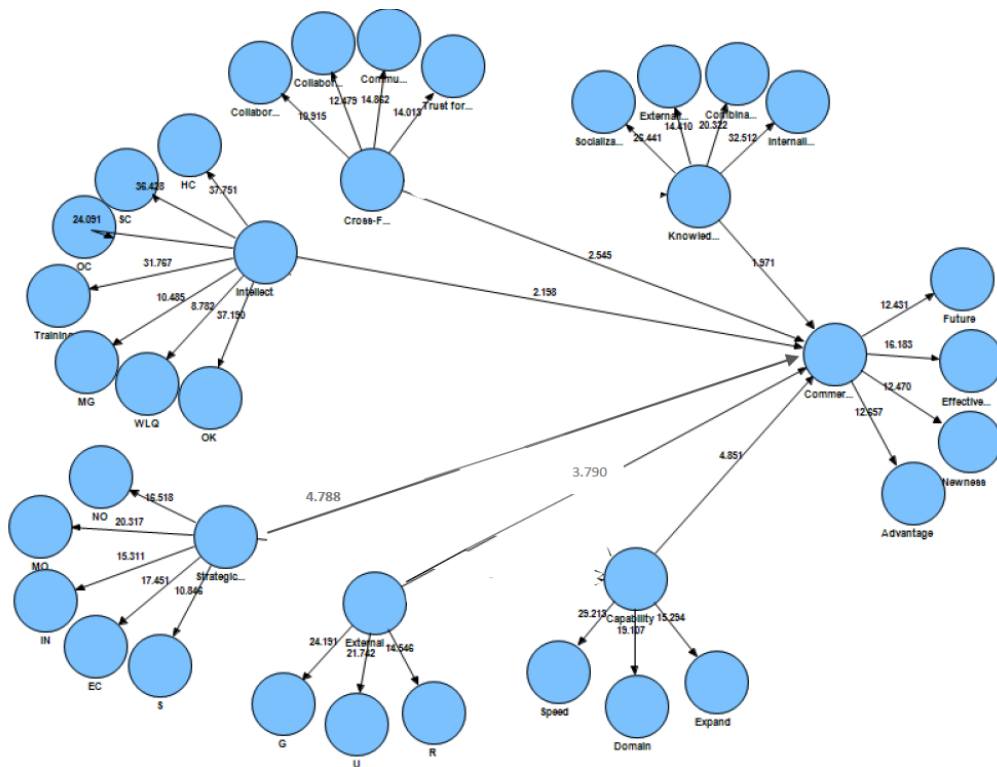 Collabor...
Collabor...
Commu...
Trust for...
10.915
12.479
14.862
14.013
Cross-F...
Socializa...
External...
Combina...
Internali...
26.441
14.410
20.322
32.512
Knowled...
HC
SC
OC
Training
MG
WLQ
OK
37.751
36.428
24.091
31.767
10.485
8.782
37.190
Intellect
2.545
1.971
2.198
Commer...
12.431
16.183
12.470
12.657
Future
Effective...
Newness
Advantage
4.788
3.790
4.851
NO
MO
IN
EC
S
16.518
20.317
15.311
17.451
10.846
Strategic...
External...
24.191
21.742
14.546
G
U
R
Capability
29.213
19.107
15.294
Speed
Domain
Expand